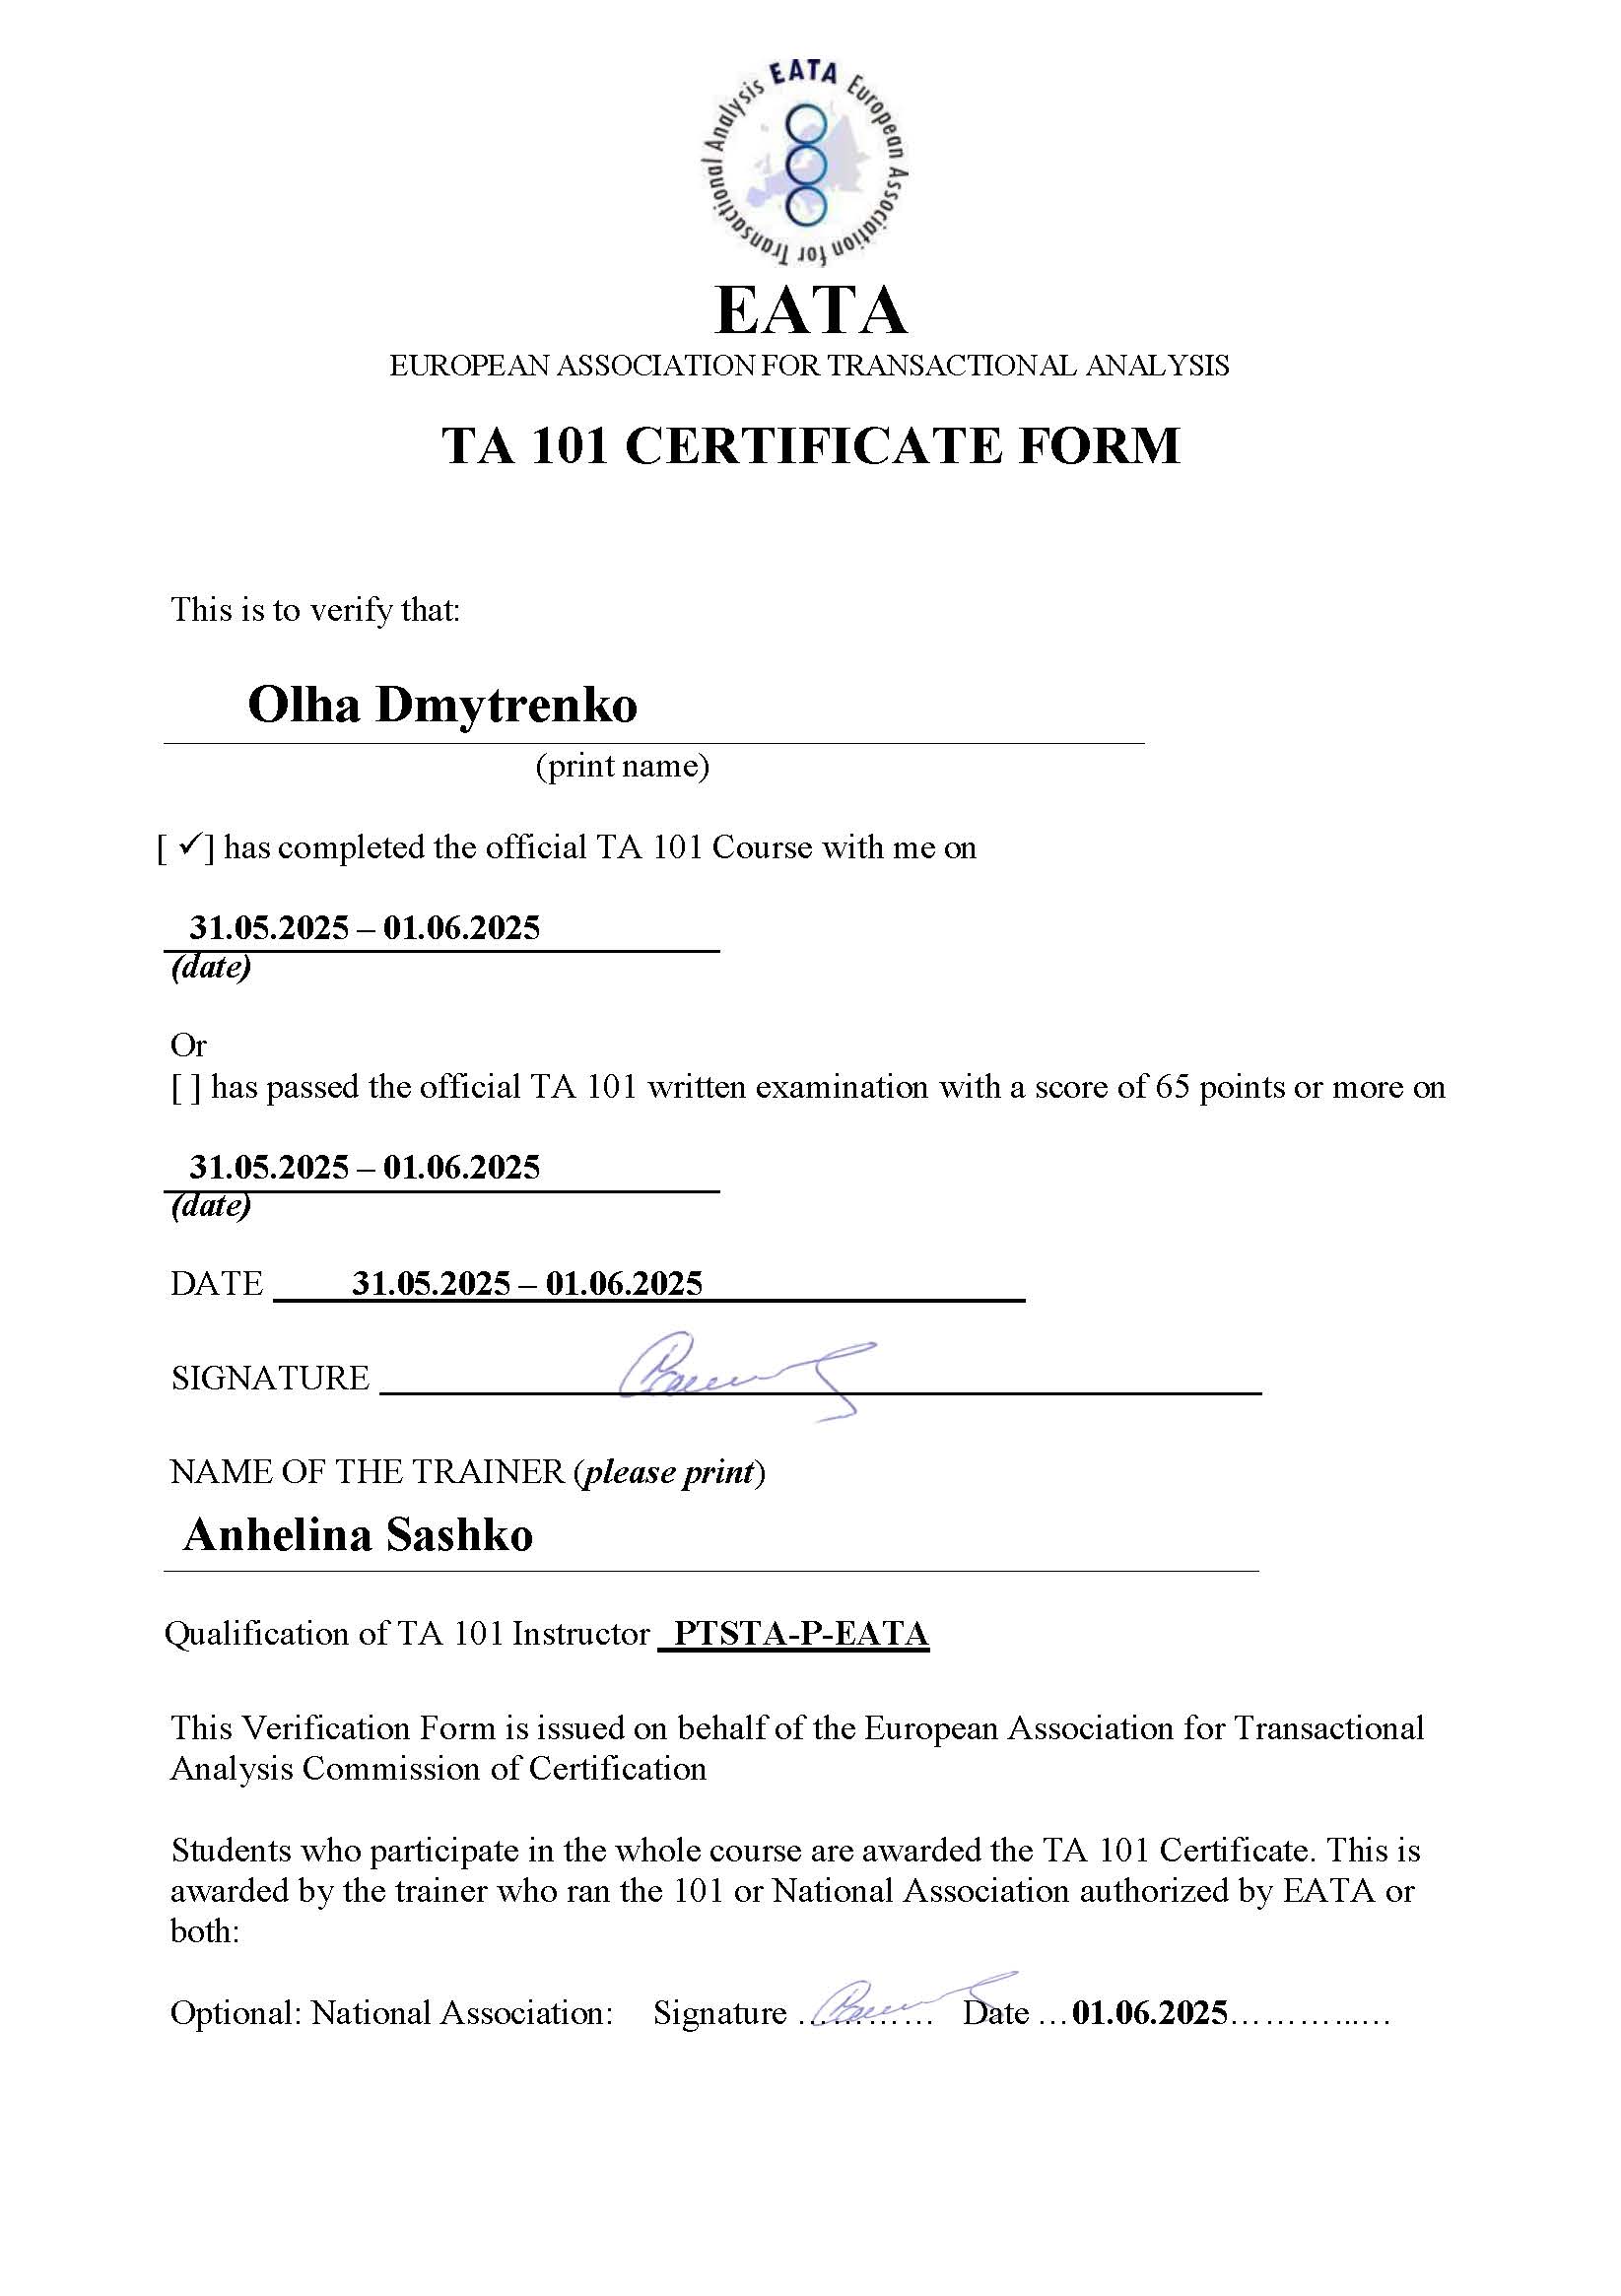 EATA European Association for Transactional Analysis
EATA
EUROPEAN ASSOCIATION FOR TRANSACTIONAL ANALYSIS
TA 101 CERTIFICATE FORM
This is to verify that:
Olha Dmytrenko
(print name)
[ ✓] has completed the official TA 101 Course with me on
31.05.2025 – 01.06.2025
(date)
Or
[ ] has passed the official TA 101 written examination with a score of 65 points or more on
31.05.2025 – 01.06.2025
(date)
DATE 31.05.2025 – 01.06.2025
SIGNATURE
NAME OF THE TRAINER (please print)
Anhelina Sashko
Qualification of TA 101 Instructor PTSTA-P-EATA
This Verification Form is issued on behalf of the European Association for Transactional
Analysis Commission of Certification
Students who participate in the whole course are awarded the TA 101 Certificate. This is
awarded by the trainer who ran the 101 or National Association authorized by EATA or
both:
Optional: National Association: Signature ………… Date …01.06.2025………...…